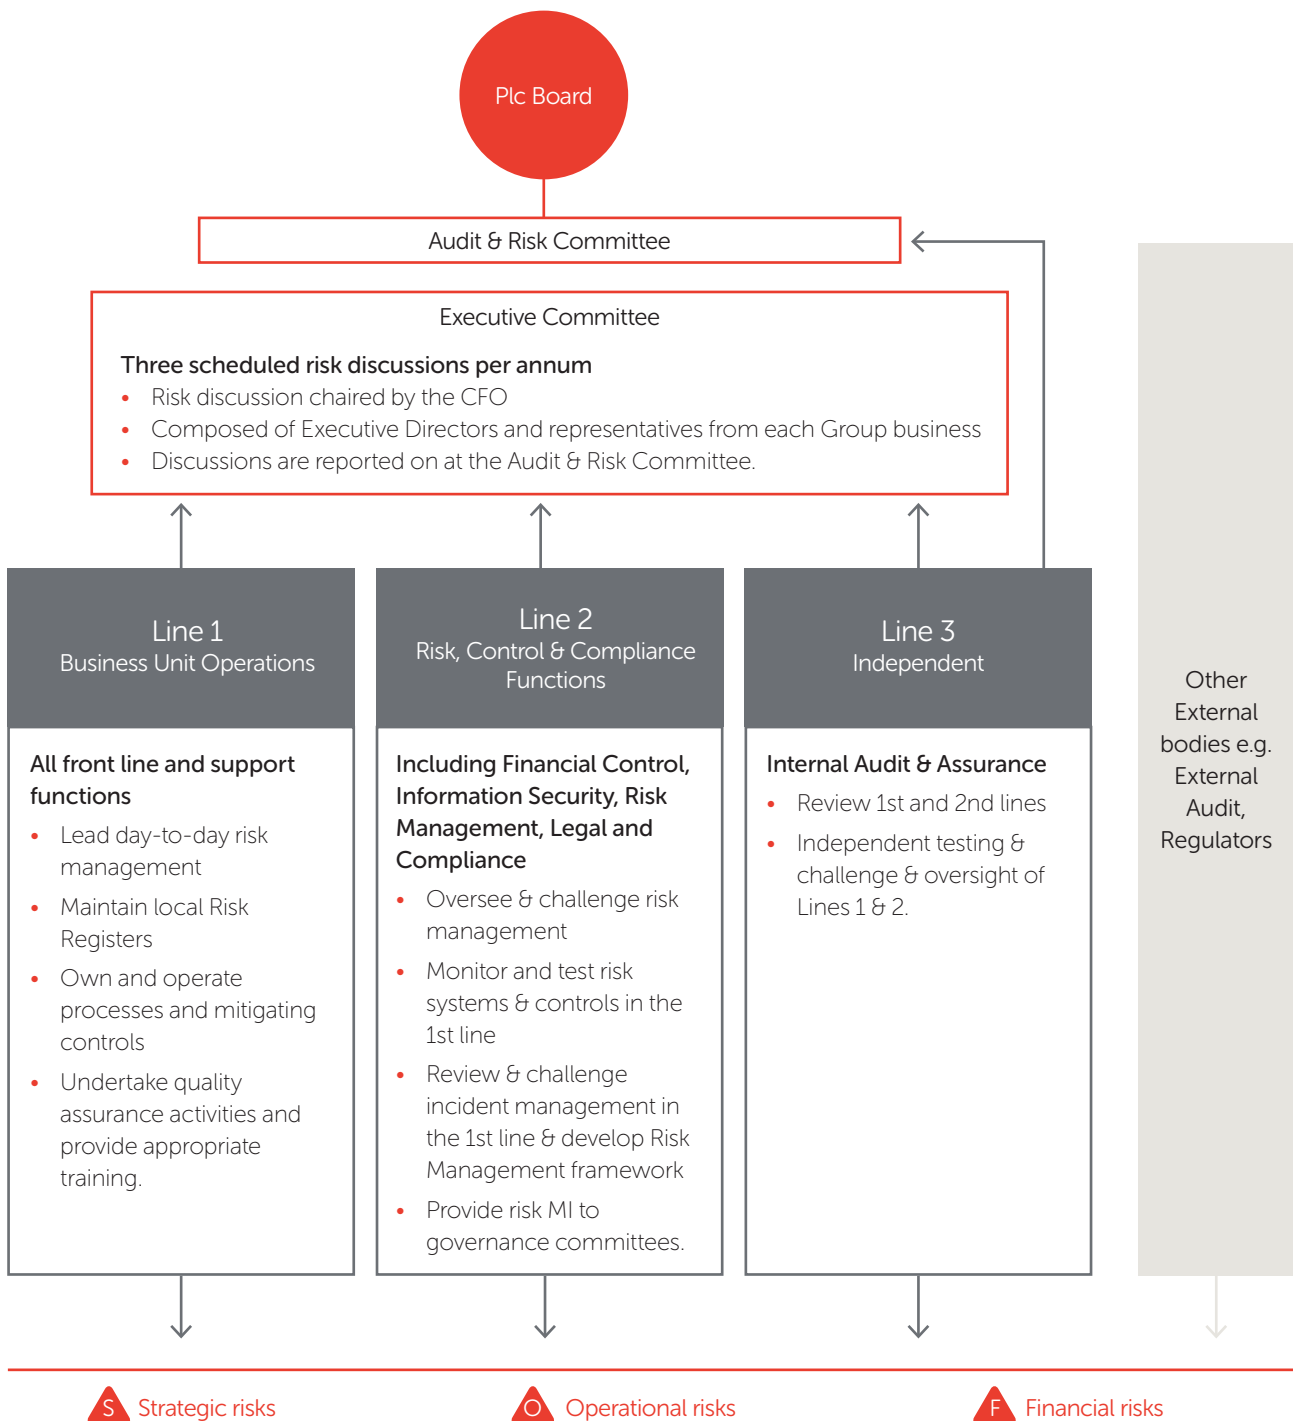 Plc Board
Audit & Risk Committee
Executive Committee
Three scheduled risk discussions per annum
• Risk discussion chaired by the CFO
• Composed of Executive Directors and representatives from each Group business
• Discussions are reported on at the Audit & Risk Committee.
Line 1
Business Unit Operations
All front line and support
functions
• Lead day-to-day risk
management
• Maintain local Risk
Registers
• Own and operate
processes and mitigating
controls
• Undertake quality
assurance activities and
provide appropriate
training.
Line 2
Risk, Control & Compliance
Functions
Including Financial Control,
Information Security, Risk
Management, Legal and
Compliance
• Oversee & challenge risk
management
• Monitor and test risk
systems & controls in the
1st line
• Review & challenge
incident management in
the 1st line & develop Risk
Management framework
• Provide risk MI to
governance committees.
Line 3
Independent
Internal Audit & Assurance
• Review 1st and 2nd lines
• Independent testing &
challenge & oversight of
Lines 1 & 2.
Other
External
bodies e.g.
External
Audit,
Regulators
S Strategic risks
O Operational risks
F Financial risks